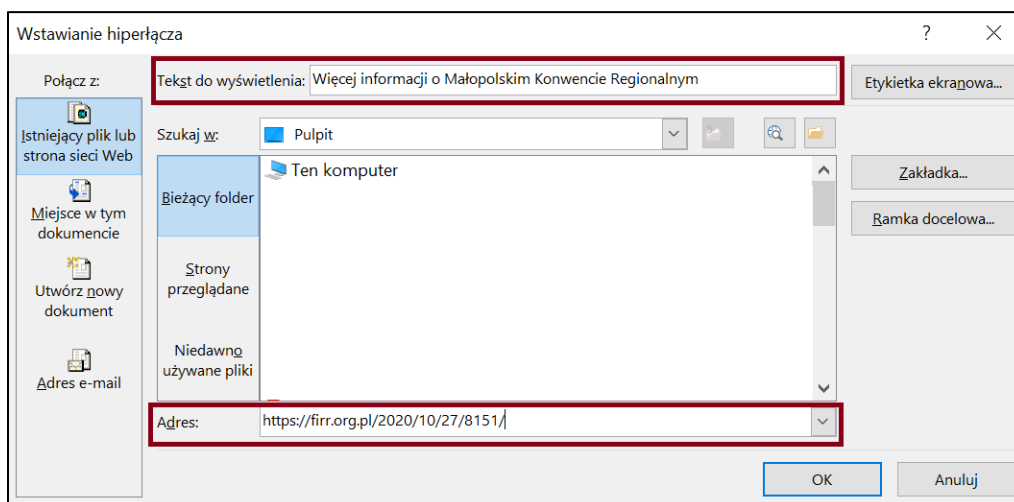 Wstawianie hiperłącza
?
Połącz z:
Tekst do wyświetlenia: Więcej informacji o Małopolskim Konwencie Regionalnym
Etykietka ekranowa...
Istniejący plik lub
strona sieci Web
Szukaj w:
Pulpit
Ten komputer
Bieżący folder
Zakładka...
Miejsce w tym
dokumencie
Ramka docelowa...
Strony
przeglądane
Utwórz nowy
dokument
Niedawno
używane pliki
Adres e-mail
Adres: https://firr.org.pl/2020/10/27/8151/
OK
Anuluj